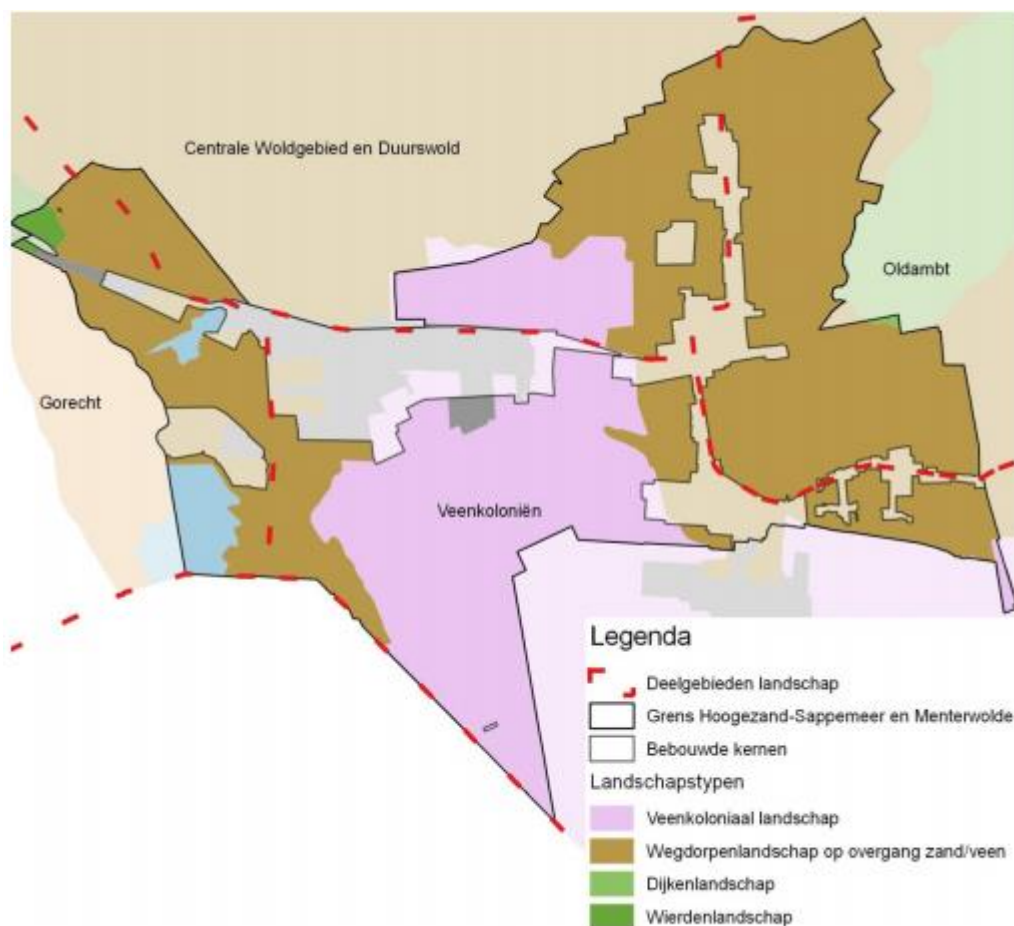 Centrale Woldgebied en Duurswold
Oldambt
Gorecht
Veenkoloniën
Legenda
Deelgebieden landschap
Grens Hoogezand-Sappemeer en Menterwolde
Bebouwde kernen
Landschapstypen
Veenkoloniaal landschap
Wegdorpenlandschap op overgang zand/veen
Dijkenlandschap
Wierdenlandschap